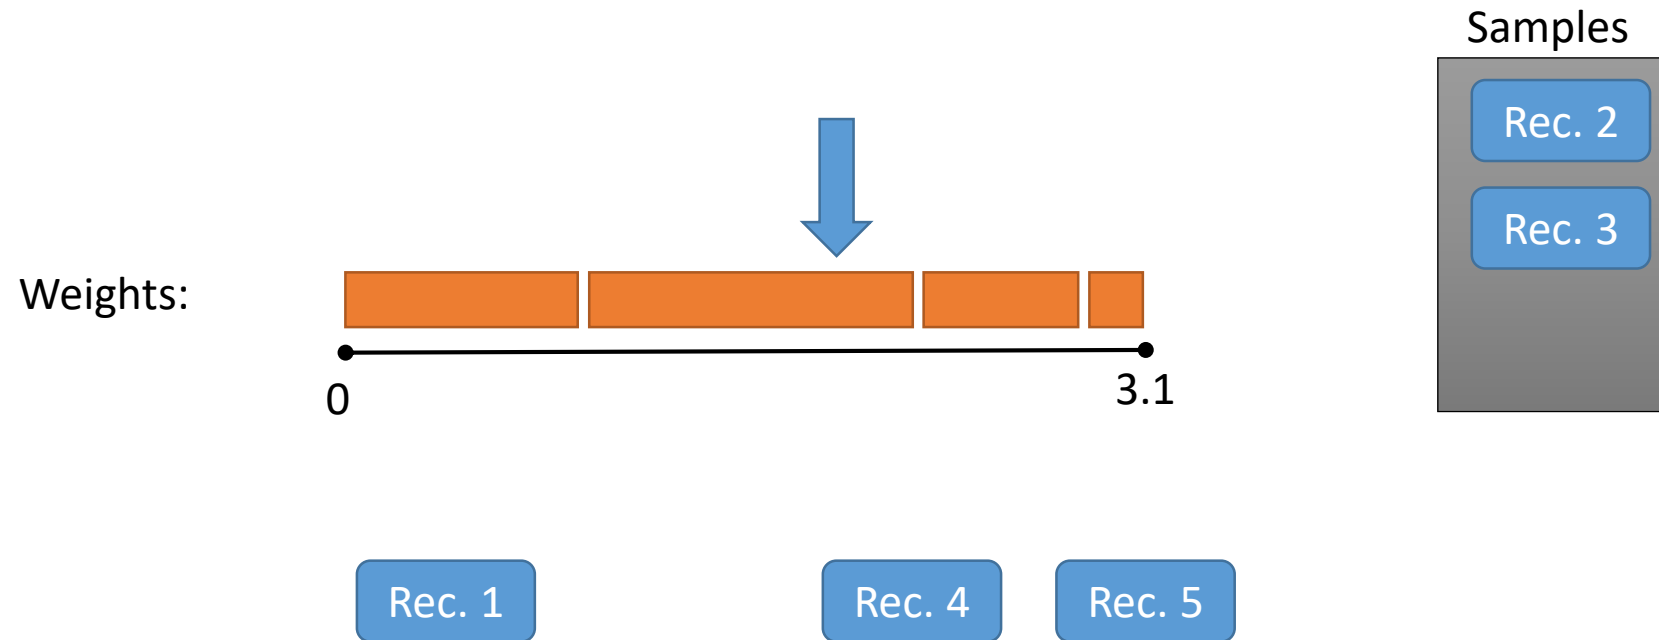 Samples
Rec. 2
Rec. 3
Weights:
0
3.1
Rec. 1
Rec. 4
Rec. 5